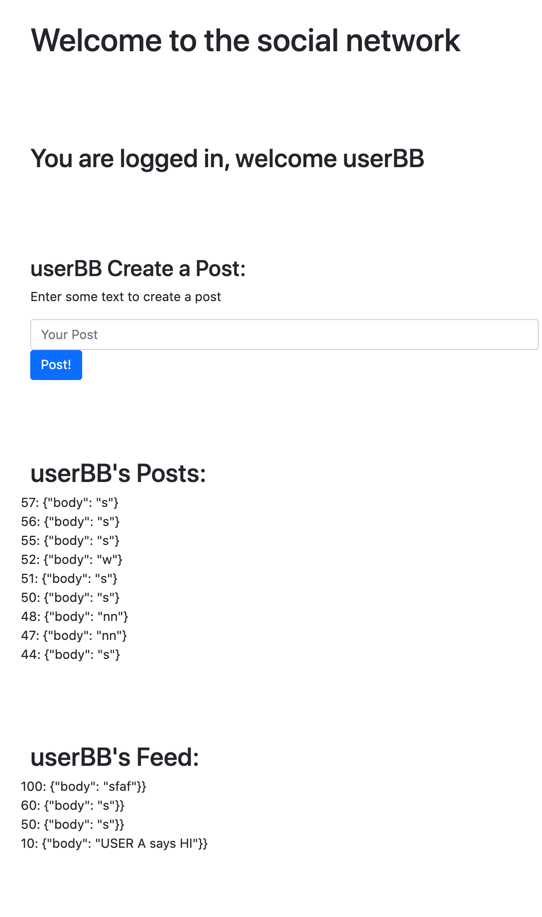 Welcome to the social network
You are logged in, welcome userBB
userBB Create a Post:
Enter some text to create a post
Your Post
Post!
userBB's Posts:
57: {"body": "s"}
56: {"body": "s"}
55: {"body": "s"}
52: {"body": "w"}
51: {"body": "s"}
50: {"body": "s"}
48: {"body": "nn"}
47: {"body": "nn"}
44: {"body": "s"}
userBB's Feed:
100: {"body": "sfaf"}}
60: {"body": "s"}}
50: {"body": "s"}}
10: {"body": "USER A says HI"}}